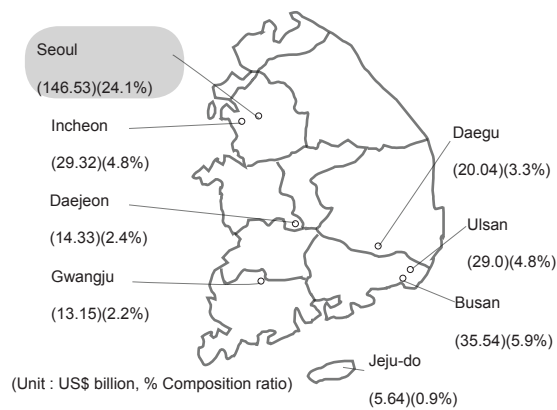 Seoul
(146.53)(24.1%)
Incheon
(29.32)(4.8%)
Daejeon
(14.33)(2.4%)
Gwangju
(13.15)(2.2%)
Daegu
(20.04)(3.3%)
Ulsan
(29.0)(4.8%)
Busan
(35.54)(5.9%)
Jeju-do
(5.64)(0.9%)
(Unit : US$ billion, % Composition ratio)